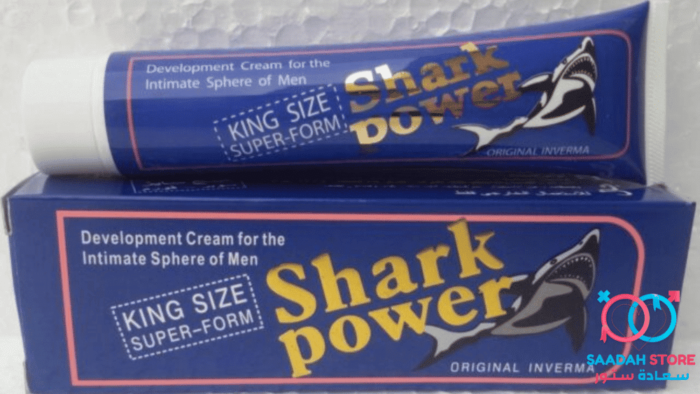 Development Cream for the
Intimate Sphere of Men
KING SIZE
SUPER-FORM
Shark
power
ORIGINAL INVERMA
Development Cream for the
Intimate Sphere of Men
KING SIZE
SUPER-FORM
Shark
power
ORIGINAL INVERMA
SAADAH STORE
سعادة ستور